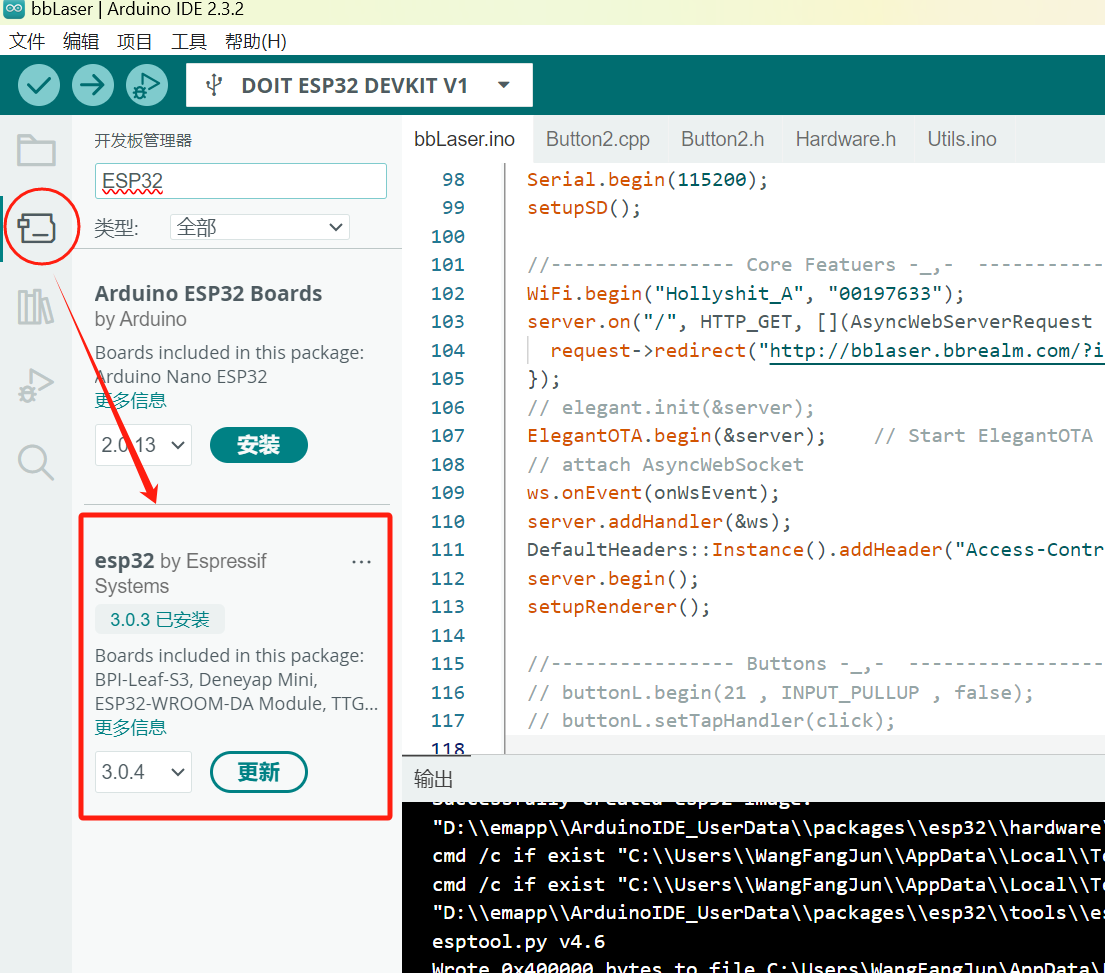 bbLaser | Arduino IDE 2.3.2
文件 编辑 项目 工具 帮助(H)
DOIT ESP32 DEVKIT V1
开发板管理器
ESP32
类型: 全部
Arduino ESP32 Boards
by Arduino
Boards included in this package:
Arduino Nano ESP32
更多信息
2.0.13 安装
esp32 by Espressif
Systems
3.0.3 已安装
Boards included in this package:
BPI-Leaf-S3, Deneyap Mini,
ESP32-WROOM-DA Module, TTG...
更多信息
3.0.4 更新
bbLaser.ino Button2.cpp Button2.h Hardware.h Utils.ino
98 Serial.begin(115200);
99 setupSD();
100
101 //---------------- Core Featuers -_,- -----------
102 WiFi.begin("Hollyshit_A", "00197633");
103 server.on("/", HTTP_GET, [](AsyncWebServerRequest
104 request->redirect("http://bblaser.bbrealm.com/?i
105 });
106 // elegant.init(&server);
107 ElegantOTA.begin(&server); // Start ElegantOTA
108 // attach AsyncWebSocket
109 ws.onEvent(onWsEvent);
110 server.addHandler(&ws);
111 DefaultHeaders::Instance().addHeader("Access-Contr
112 server.begin();
113 setupRenderer();
114
115 //---------------- Buttons -_,- -----------------
116 // buttonL.begin(21 , INPUT_PULLUP , false);
117 // buttonL.setTapHandler(click);
118
输出
Successfully created esp32 image.
"D:\\emapp\\ArduinoIDE_UserData\\packages\\esp32\\hardware\
cmd /c if exist "C:\\Users\\WangFangJun\\AppData\\Local\\Te
cmd /c if exist "C:\\Users\\WangFangJun\\AppData\\Local\\Te
"D:\\emapp\\ArduinoIDE_UserData\\packages\\esp32\\tools\\es
esptool.py v4.6
Wrote 0x400000 bytes to file C:\Users\WangFangJun\AppData\